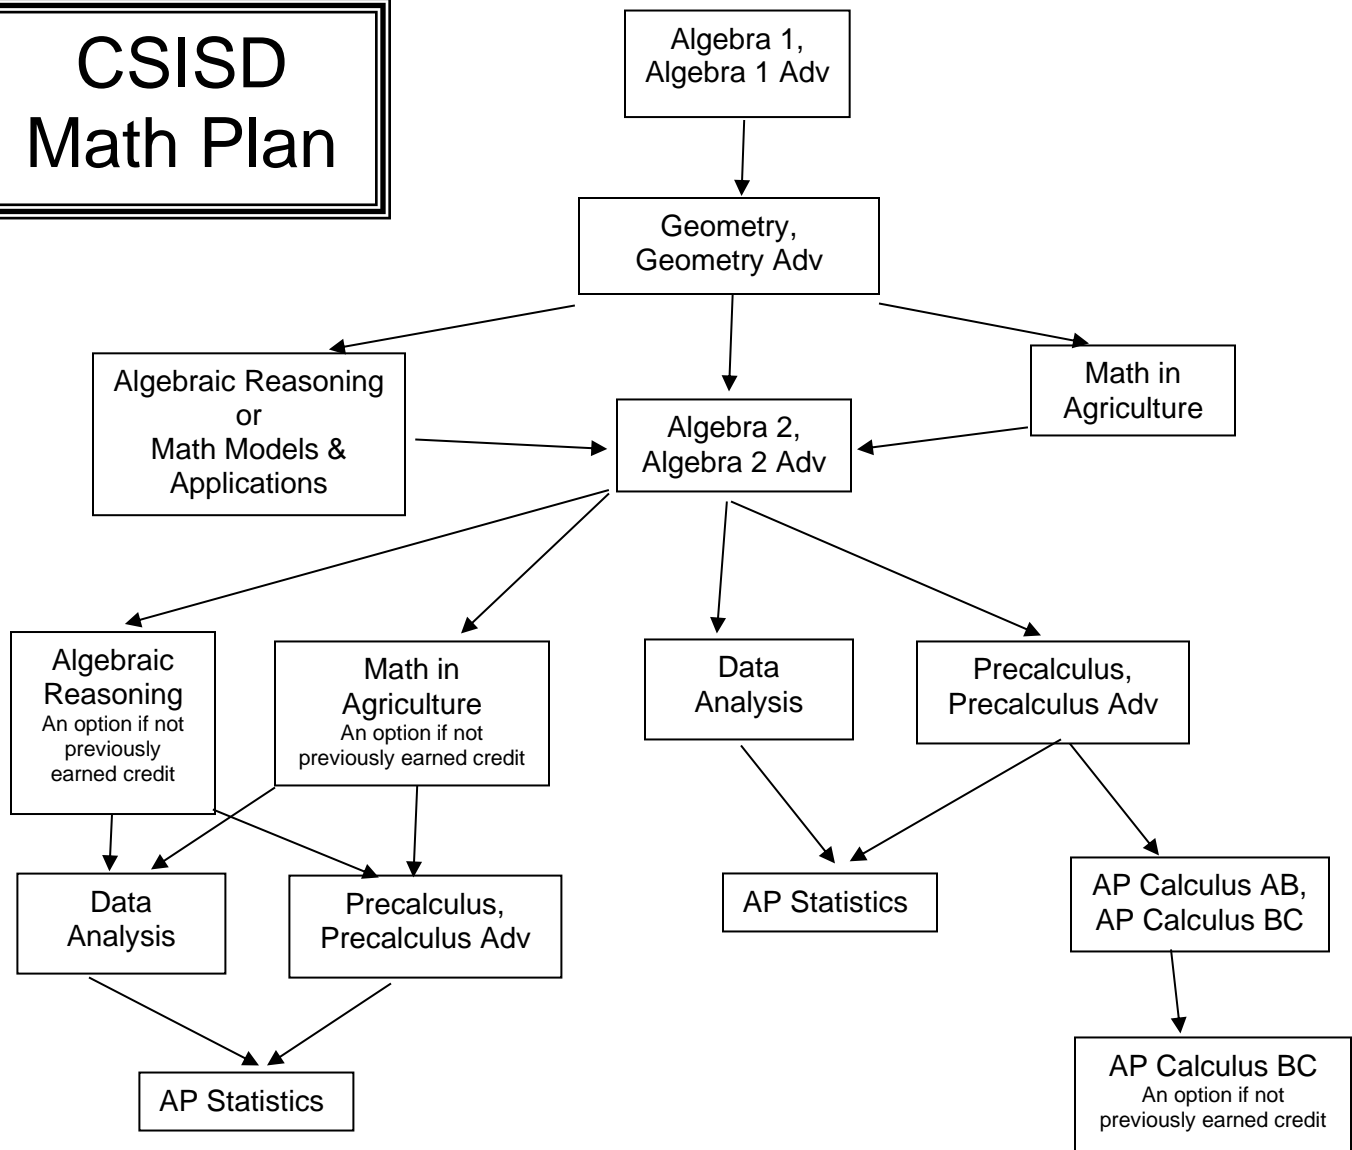 CSISD
Math Plan
Algebra 1,
Algebra 1 Adv
Geometry,
Geometry Adv
Algebraic Reasoning
or
Math Models &
Applications
Algebra 2,
Algebra 2 Adv
Math in
Agriculture
Algebraic
Reasoning
An option if not
previously
earned credit
Math in
Agriculture
An option if not
previously earned credit
Data
Analysis
Precalculus,
Precalculus Adv
Data
Analysis
Precalculus,
Precalculus Adv
AP Statistics
AP Calculus AB,
AP Calculus BC
AP Statistics
AP Calculus BC
An option if not
previously earned credit